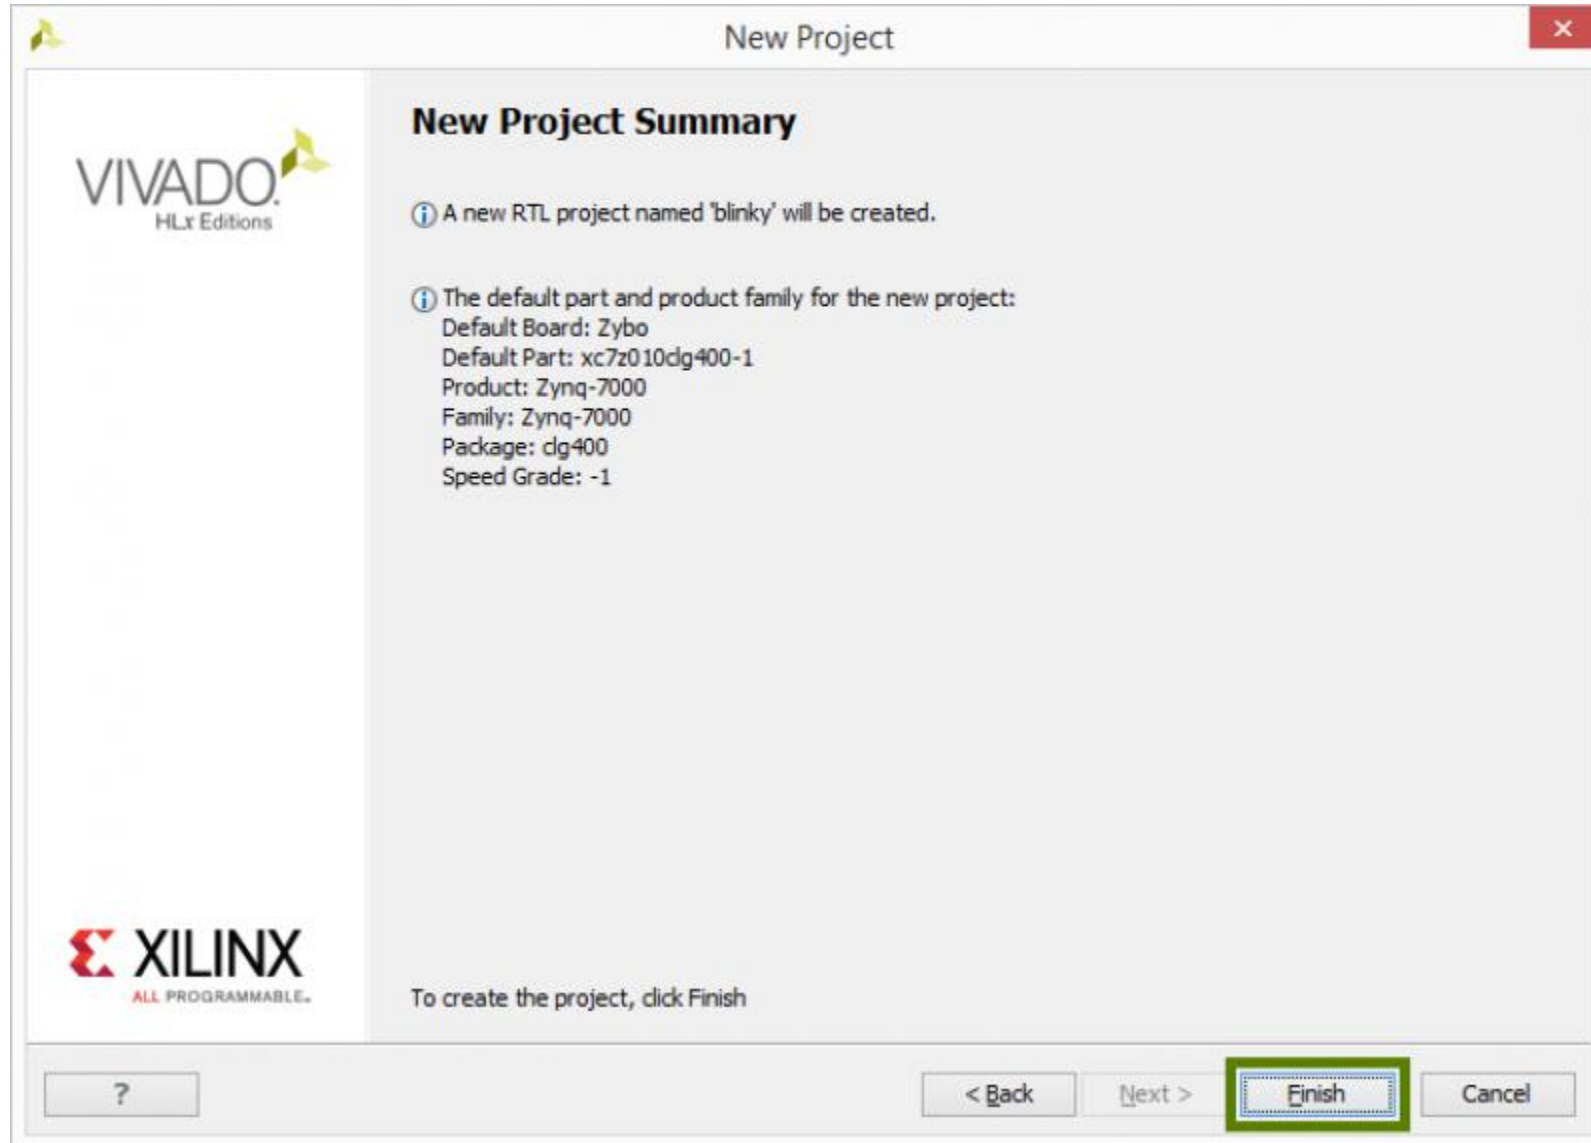 New Project
VIVADO.
HLx Editions
New Project Summary
A new RTL project named 'blinky' will be created.
The default part and product family for the new project:
Default Board: Zybo
Default Part: xc7z010clg400-1
Product: Zynq-7000
Family: Zynq-7000
Package: clg400
Speed Grade: -1
XILINX
ALL PROGRAMMABLE™
To create the project, click Finish
?
< Back
Next >
Finish
Cancel